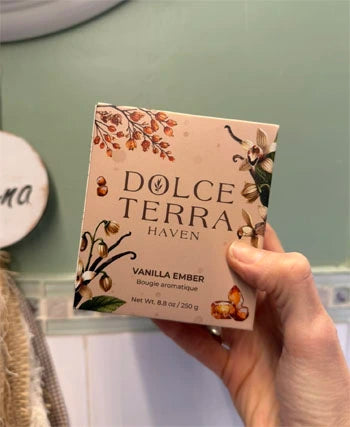 DOLCE
TERRA
HAVEN
VANILLA EMBER
Bougie aromatique
Net Wt. 8.8 oz / 250 g